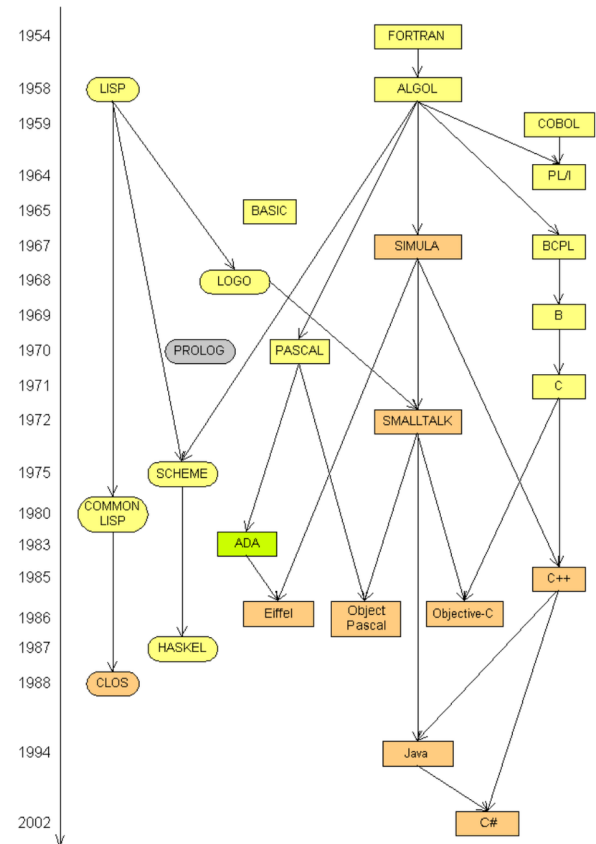 1954
FORTRAN
1958
LISP
ALGOL
1959
COBOL
1964
PL/I
1965
BASIC
1967
SIMULA
BCPL
1968
LOGO
1969
B
1970
PROLOG
PASCAL
1971
C
1972
SMALLTALK
1975
SCHEME
1980
COMMON
LISP
1983
ADA
1985
C++
1986
Eiffel
Object
Pascal
Objective-C
1987
HASKEL
1988
CLOS
1994
Java
2002
C#